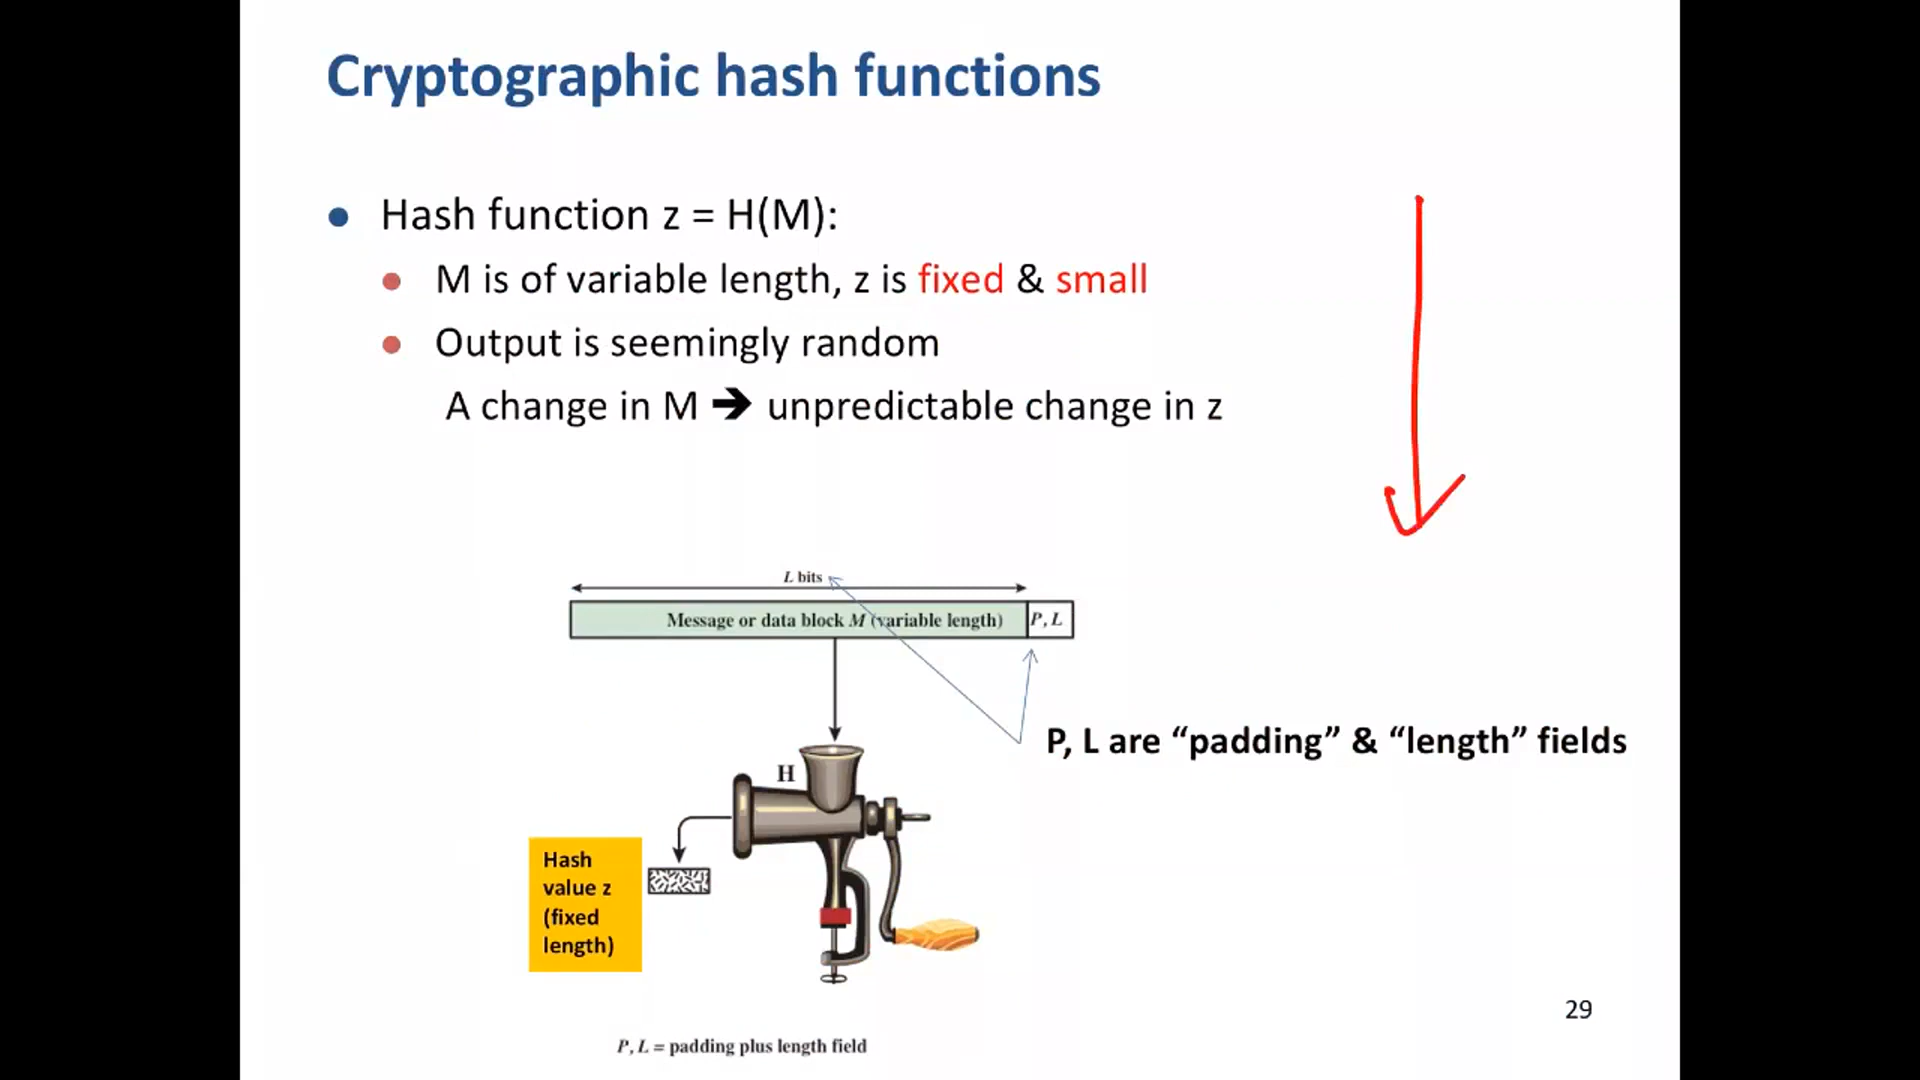 Cryptographic hash functions
Hash function z = H(M):
M is of variable length, z is fixed & small
Output is seemingly random
A change in M → unpredictable change in z
L bits
Message or data block M (variable length)
P, L
P, L are “padding” & “length” fields
H
Hash
value z
(fixed
length)
29
P, L = padding plus length field